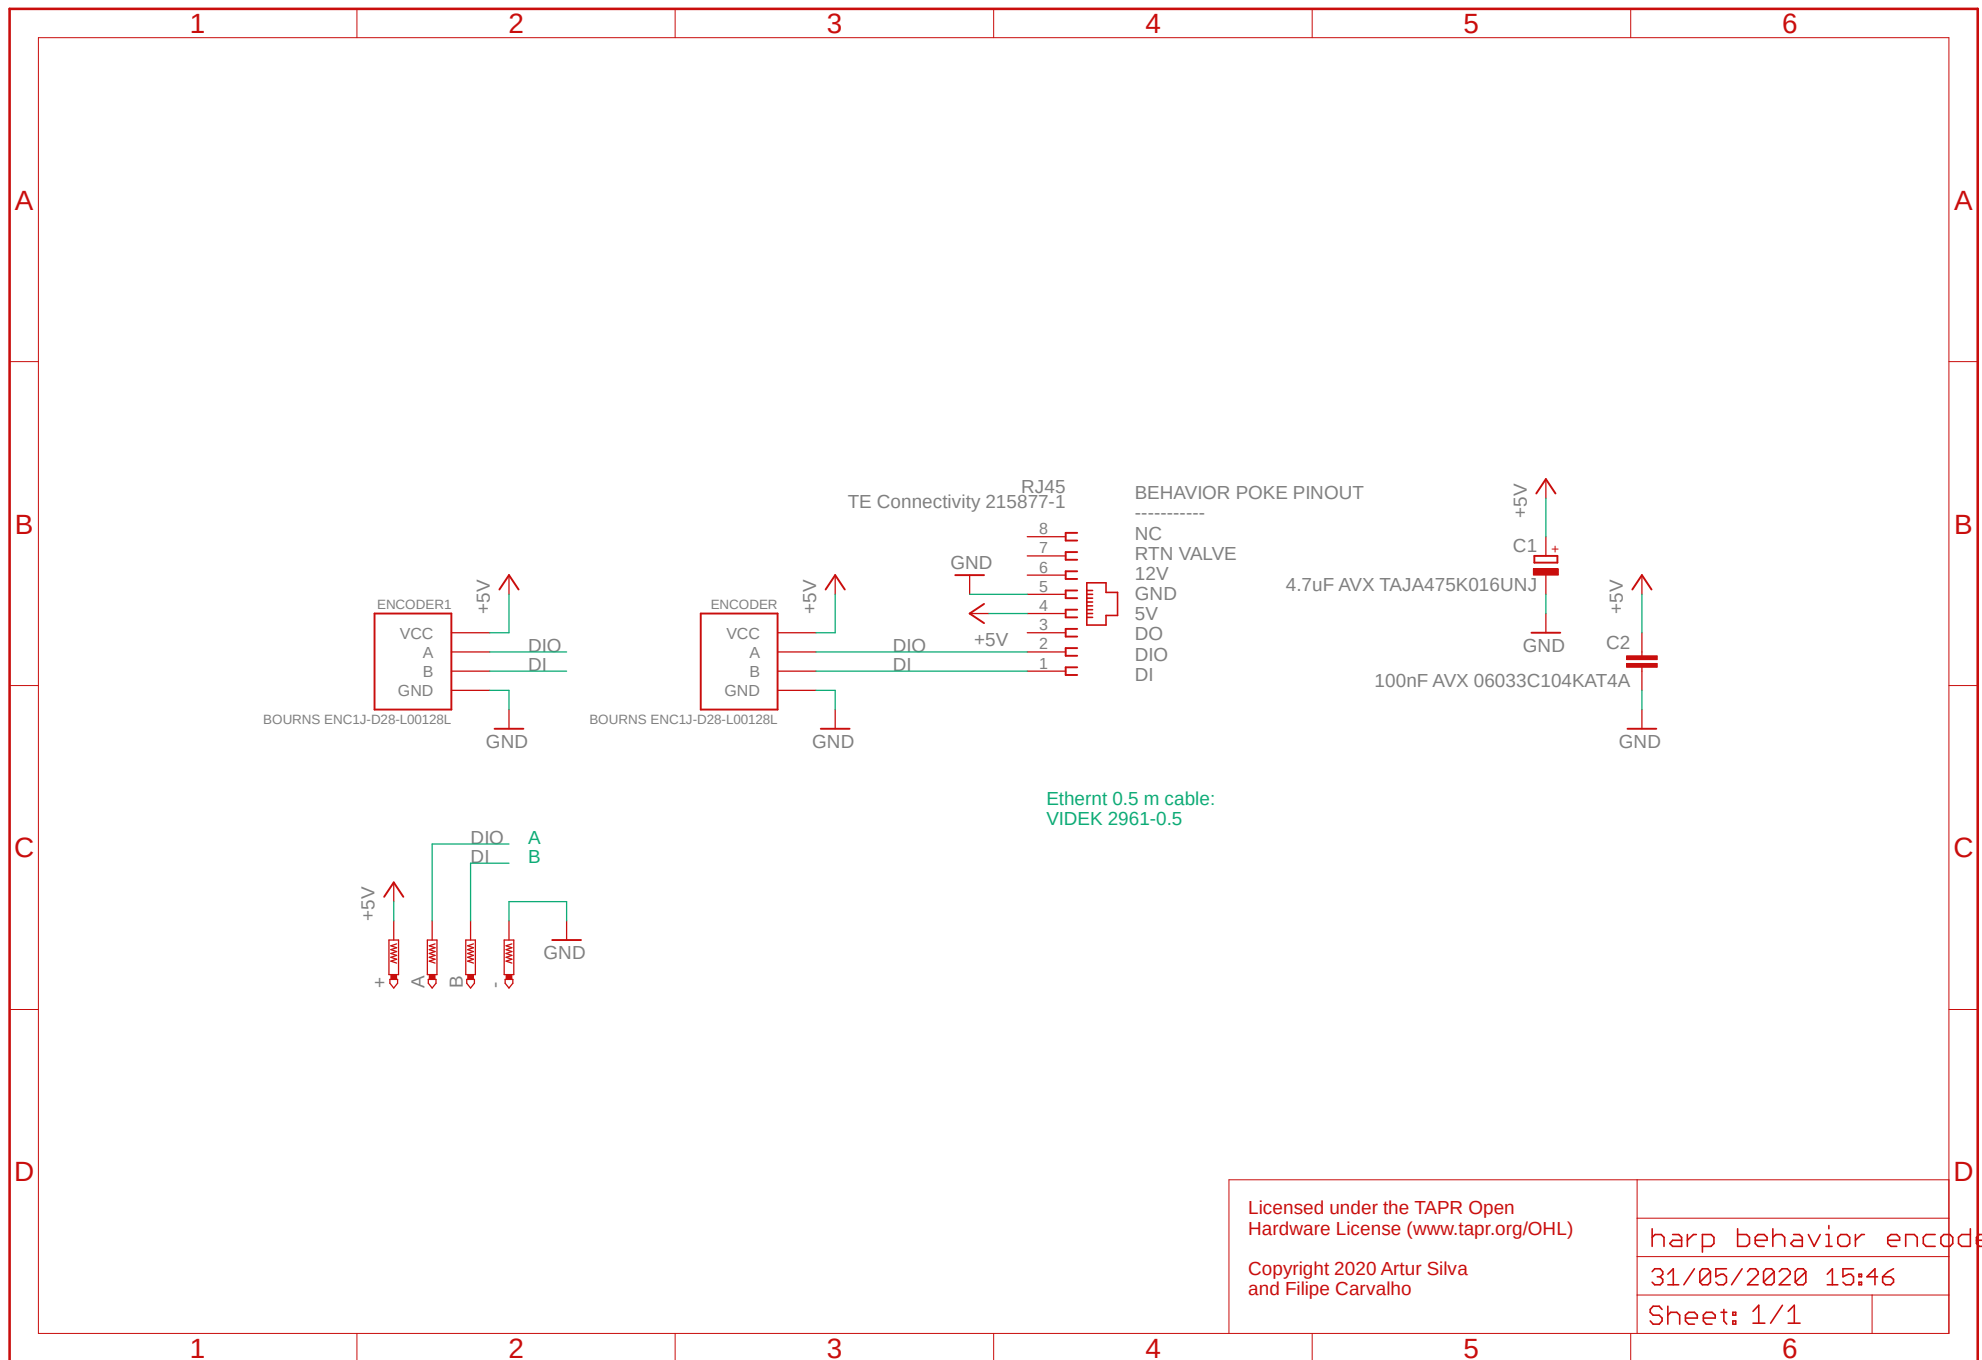 1 2 3 4 5 6
A A
B B
C C
D D
ENCODER1
+5V
VCC
A
B
GND
DIO
DI
BOURNS ENC1J-D28-L00128L
GND
ENCODER
+5V
VCC
A
B
GND
DIO
DI
BOURNS ENC1J-D28-L00128L
GND
RJ45
TE Connectivity 215877-1
GND
+5V
8
7
6
5
4
3
2
1
BEHAVIOR POKE PINOUT
-----------
NC
RTN VALVE
12V
GND
5V
DO
DIO
DI
+5V
C1
+
4.7uF AVX TAJA475K016UNJ
GND
+5V
C2
100nF AVX 06033C104KAT4A
GND
Ethernt 0.5 m cable:
VIDEK 2961-0.5
DIO A
DI B
+5V
GND
+ A B -
Licensed under the TAPR Open
Hardware License (www.tapr.org/OHL)
Copyright 2020 Artur Silva
and Filipe Carvalho
harp behavior encode
31/05/2020 15:46
Sheet: 1/1
1 2 3 4 5 6